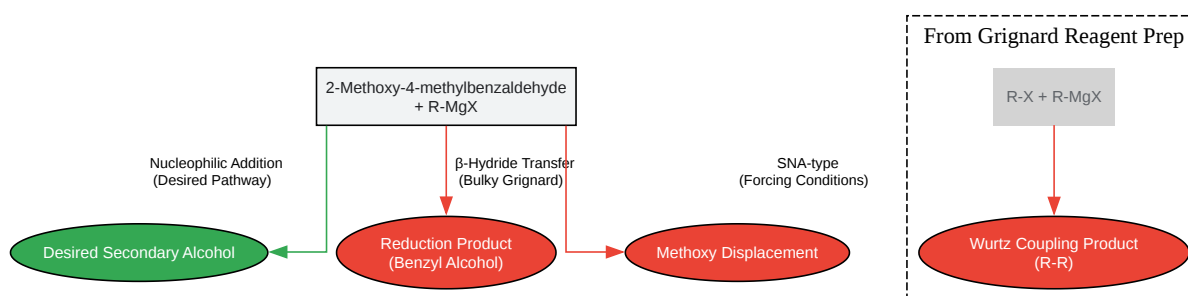 From Grignard Reagent Prep
2-Methoxy-4-methylbenzaldehyde
+ R-MgX
R-X + R-MgX
Nucleophilic Addition
(Desired Pathway)
β-Hydride Transfer
(Bulky Grignard)
SNA-type
(Forcing Conditions)
Desired Secondary Alcohol
Reduction Product
(Benzyl Alcohol)
Methoxy Displacement
Wurtz Coupling Product
(R-R)